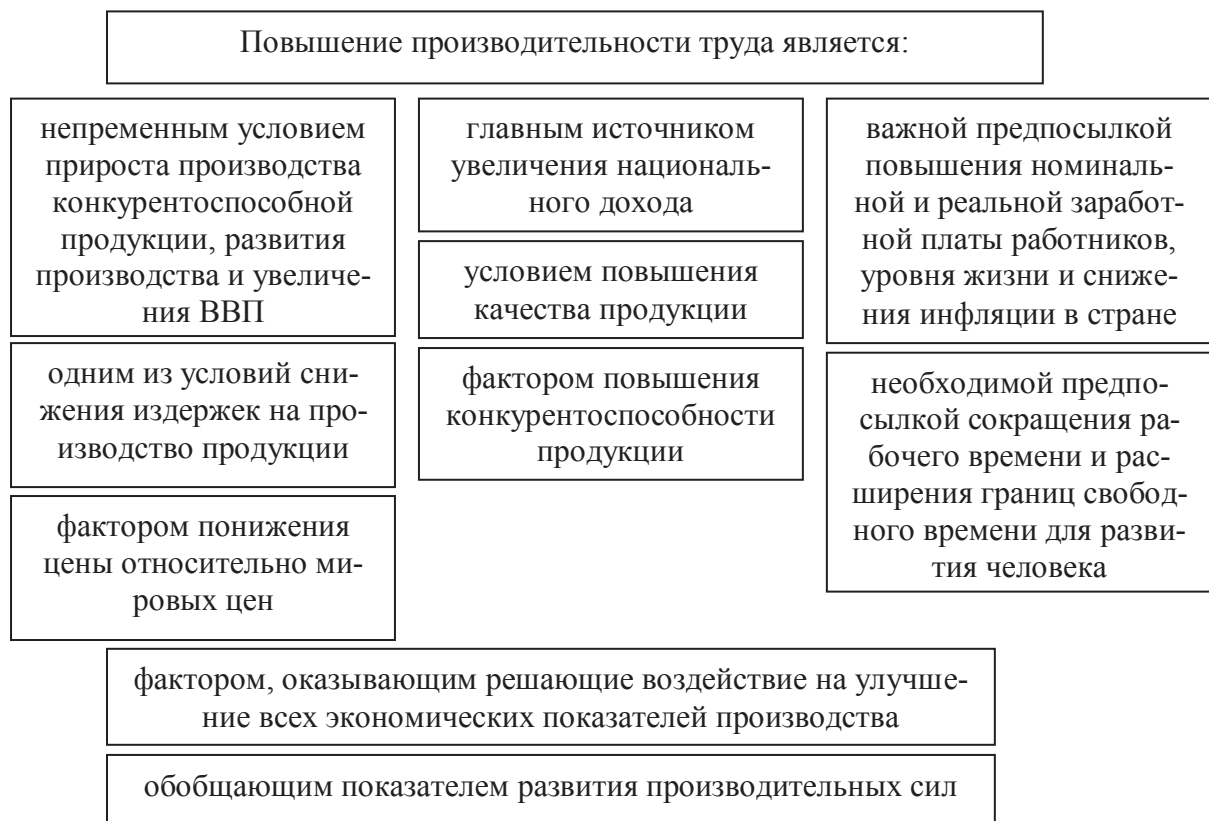 Повышение производительности труда является:
непременным условием
прироста производства
конкурентоспособной
продукции, развития
производства и увеличе-
ния ВВП
одним из условий сни-
жения издержек на про-
изводство продукции
фактором понижения
цены относительно ми-
ровых цен
главным источником
увеличения националь-
ного дохода
условием повышения
качества продукции
фактором повышения
конкурентоспособности
продукции
важной предпосылкой
повышения номиналь-
ной и реальной заработ-
ной платы работников,
уровня жизни и сниже-
ния инфляции в стране
необходимой предпо-
сылкой сокращения ра-
бочего времени и рас-
ширения границ свобод-
ного времени для разви-
тия человека
фактором, оказывающим решающие воздействие на улучше-
ние всех экономических показателей производства
обобщающим показателем развития производительных сил